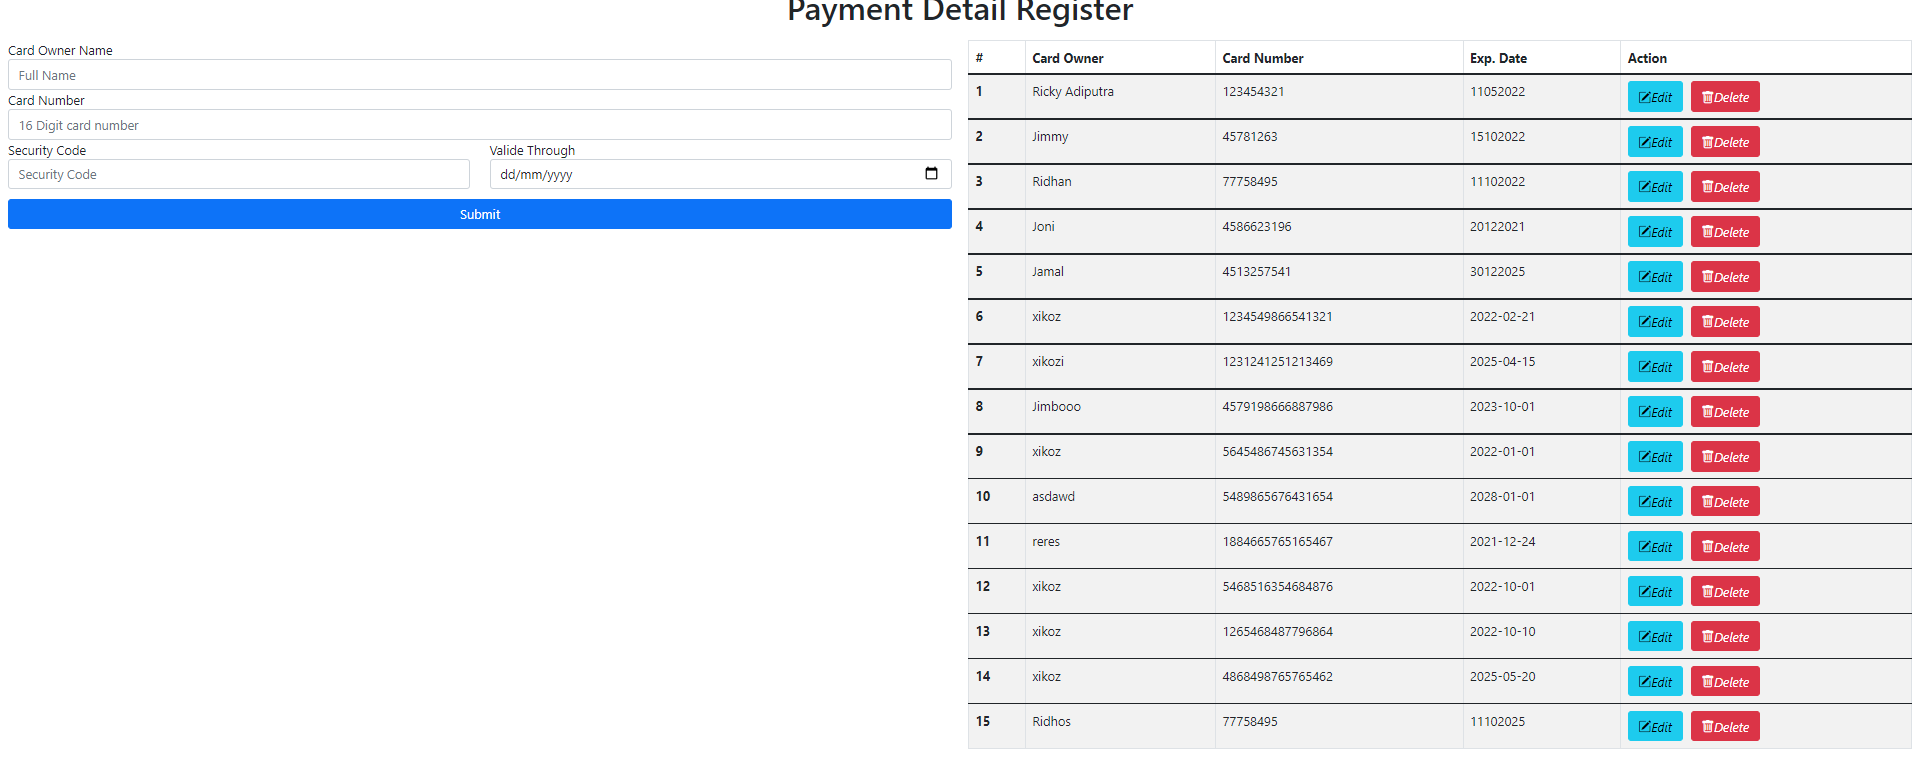 Payment Detail Register
Card Owner Name
Full Name
Card Number
16 Digit card number
Security Code Valide Through
Security Code dd/mm/yyyy
Submit
# Card Owner Card Number Exp. Date Action
1 Ricky Adiputra 123454321 11052022 Edit Delete
2 Jimmy 45781263 15102022 Edit Delete
3 Ridhan 77758495 11102022 Edit Delete
4 Joni 4586623196 20122021 Edit Delete
5 Jamal 4513257541 30122025 Edit Delete
6 xikoz 1234549866541321 2022-02-21 Edit Delete
7 xikozi 1231241251213469 2025-04-15 Edit Delete
8 Jimbooo 4579198666887986 2023-10-01 Edit Delete
9 xikoz 5645486745631354 2022-01-01 Edit Delete
10 asdawd 5489865676431654 2028-01-01 Edit Delete
11 reres 1884665765165467 2021-12-24 Edit Delete
12 xikoz 5468516354684876 2022-10-01 Edit Delete
13 xikoz 1265468487796864 2022-10-10 Edit Delete
14 xikoz 4868498765765462 2025-05-20 Edit Delete
15 Ridhos 77758495 11102025 Edit Delete